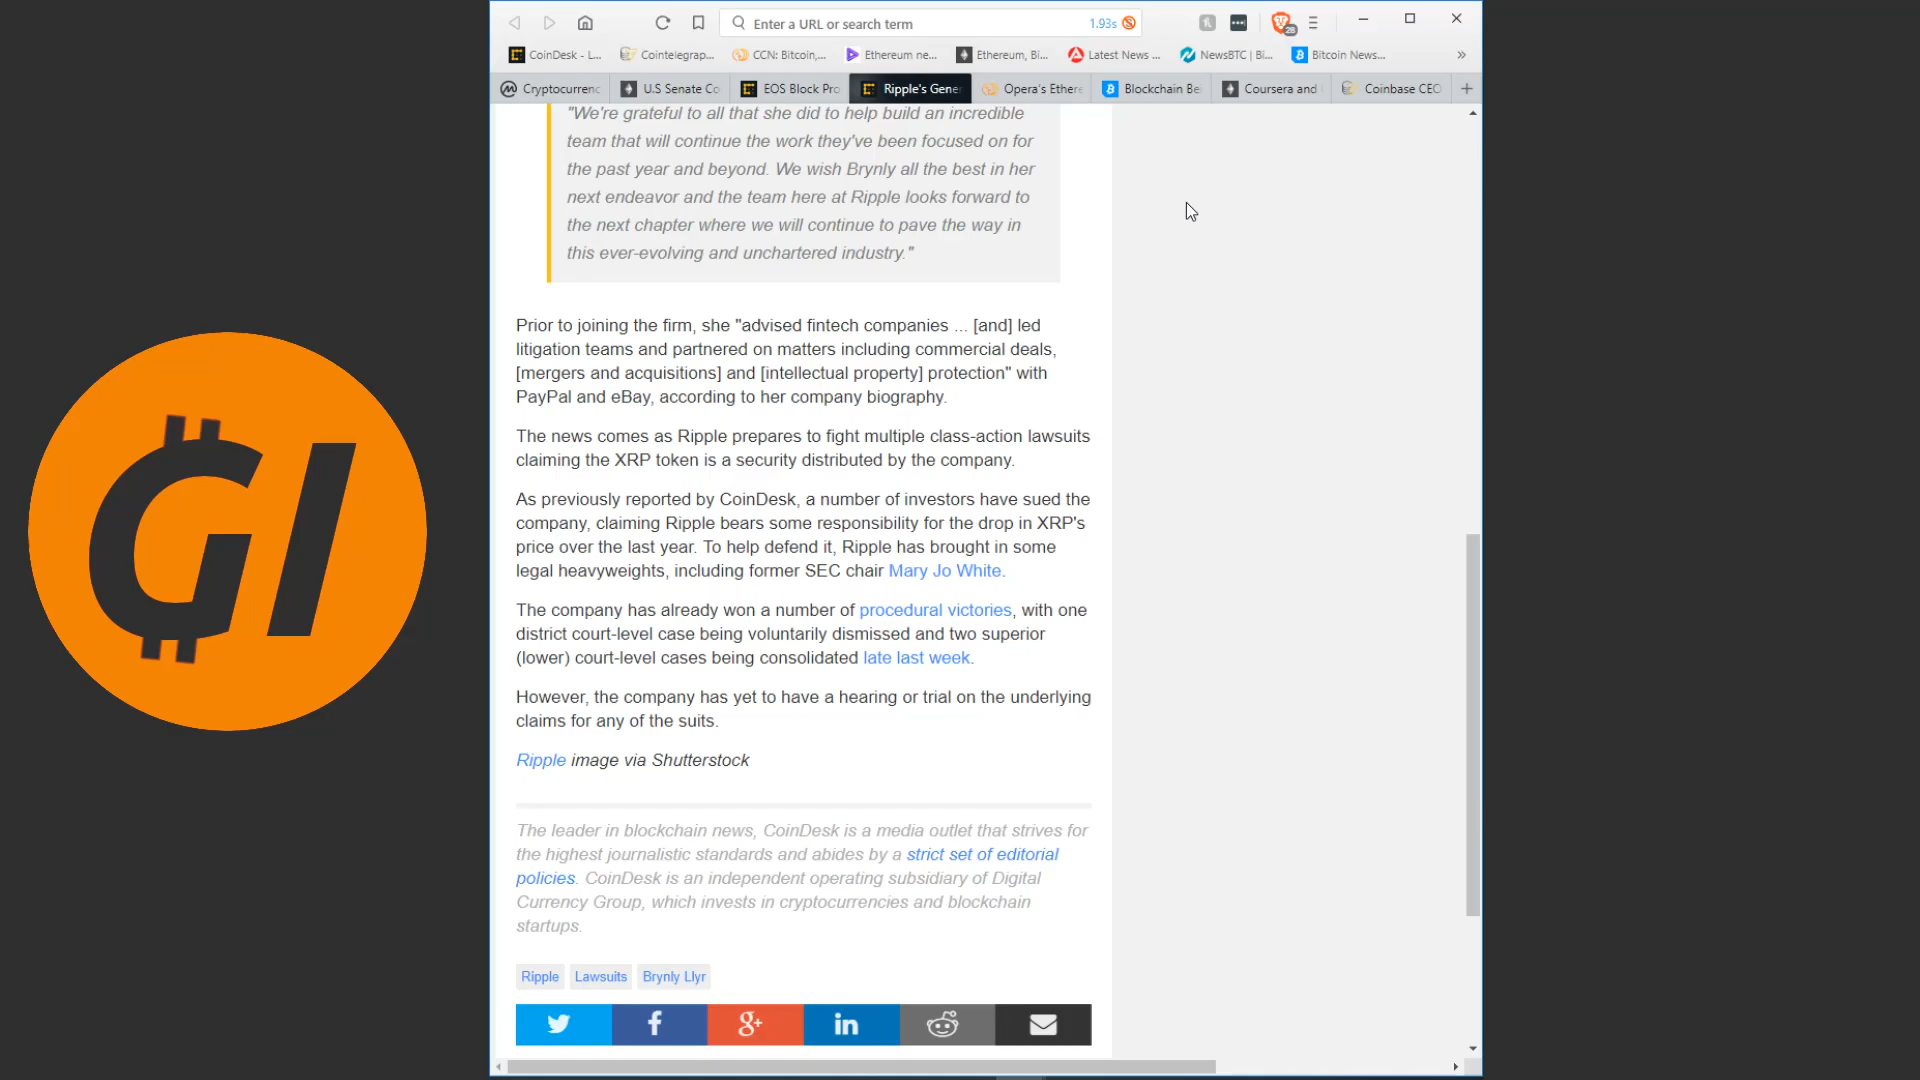 Enter a URL or search term
1.93s
28
CoinDesk - L...
Cointelegrap...
CCN: Bitcoin,...
Ethereum ne...
Ethereum, Bi...
Latest News ...
NewsBTC | Bi...
Bitcoin News...
»
Cryptocurrenc
U.S Senate Co
EOS Block Pro
Ripple's Gene
Opera's Ethere
Blockchain Be
Coursera and
Coinbase CEO
"We're grateful to all that she did to help build an incredible
team that will continue the work they've been focused on for
the past year and beyond. We wish Brynly all the best in her
next endeavor and the team here at Ripple looks forward to
the next chapter where we will continue to pave the way in
this ever-evolving and unchartered industry."
Prior to joining the firm, she "advised fintech companies ... [and] led
litigation teams and partnered on matters including commercial deals,
[mergers and acquisitions] and [intellectual property] protection" with
PayPal and eBay, according to her company biography.
The news comes as Ripple prepares to fight multiple class-action lawsuits
claiming the XRP token is a security distributed by the company.
As previously reported by CoinDesk, a number of investors have sued the
company, claiming Ripple bears some responsibility for the drop in XRP's
price over the last year. To help defend it, Ripple has brought in some
legal heavyweights, including former SEC chair Mary Jo White.
The company has already won a number of procedural victories, with one
district court-level case being voluntarily dismissed and two superior
(lower) court-level cases being consolidated late last week.
However, the company has yet to have a hearing or trial on the underlying
claims for any of the suits.
Ripple image via Shutterstock
The leader in blockchain news, CoinDesk is a media outlet that strives for
the highest journalistic standards and abides by a strict set of editorial
policies. CoinDesk is an independent operating subsidiary of Digital
Currency Group, which invests in cryptocurrencies and blockchain
startups.
Ripple
Lawsuits
Brynly Llyr
GI